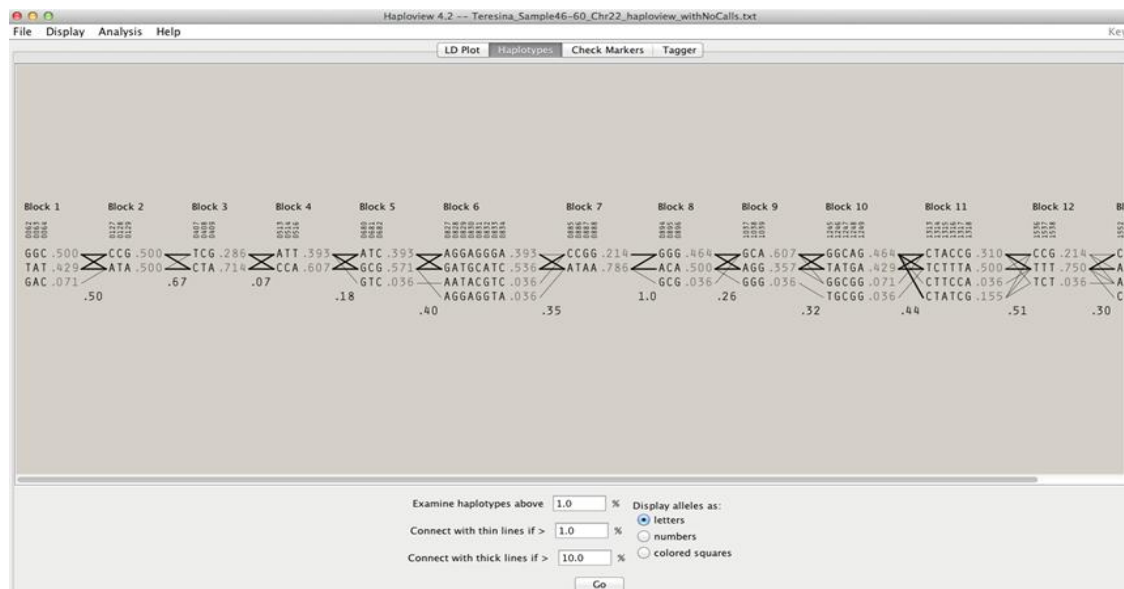 Haploview 4.2 -- Teresina_Sample46-60_Chr22_haploview_withNoCalls.txt
File Display Analysis Help
LD Plot Haplotypes Check Markers Tagger
Block 1 Block 2 Block 3 Block 4 Block 5 Block 6 Block 7 Block 8 Block 9 Block 10 Block 11 Block 12
GGC .500 CCG .500 TCG .286 ATT .393 ATC .393 AGGAGGGA .393 CCGG .214 GGG .464 GCA .607 GGCAG .464 CTACCG .310 CCG .214 C
TAT .429 ATA .500 CTA .714 CCA .607 GCG .571 GATGCATC .536 ATAA .786 ACA .500 AGG .357 TATGA .429 TCTTTA .500 TTT .750 A
GAC .071 GTC .036 AATACGTC .036 GCG .036 GGG .036 GGCGG .071 CTTCCA .036 TCT .036 A
AGGAGGTA .036 TGCGG .036 CTATCG .155 C
.50 .67 .07 .18 .40 .35 1.0 .26 .32 .44 .51 .30
Examine haplotypes above 1.0 %
Connect with thin lines if > 1.0 %
Connect with thick lines if > 10.0 %
Display alleles as:
letters
numbers
colored squares
Go